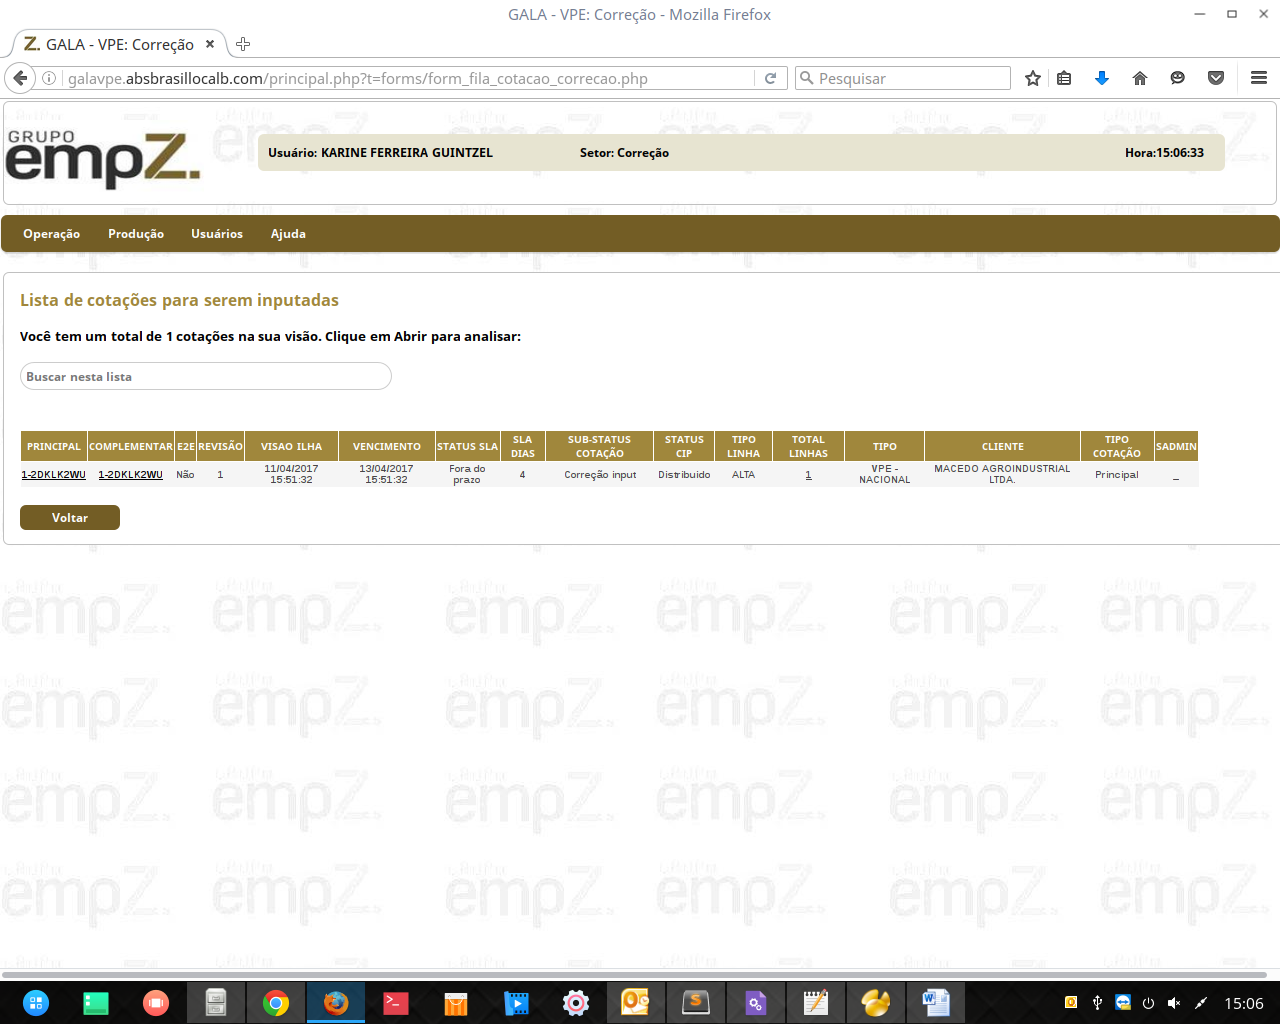 GALA - VPE: Correção - Mozilla Firefox
Z. GALA - VPE: Correção
galavpe.absbrasillocalb.com/principal.php?t=forms/form_fila_cotacao_correcao.php
Pesquisar
GRUPO
empZ.
Usuário: KARINE FERREIRA GUINTZEL Setor: Correção Hora:15:06:33
Operação Produção Usuários Ajuda
Lista de cotações para serem inputadas
Você tem um total de 1 cotações na sua visão. Clique em Abrir para analisar:
Buscar nesta lista
PRINCIPAL COMPLEMENTAR E2E REVISÃO VISAO ILHA VENCIMENTO STATUS SLA SLA DIAS SUB-STATUS COTAÇÃO STATUS CIP TIPO LINHA TOTAL LINHAS TIPO CLIENTE TIPO COTAÇÃO SADMIN
1-2DKLK2WU 1-2DKLK2WU Não 1 11/04/2017 15:51:32 13/04/2017 15:51:32 Fora do prazo 4 Correção input Distribuido ALTA 1 VPE - NACIONAL MACEDO AGROINDUSTRIAL LTDA. Principal _
Voltar
15:06